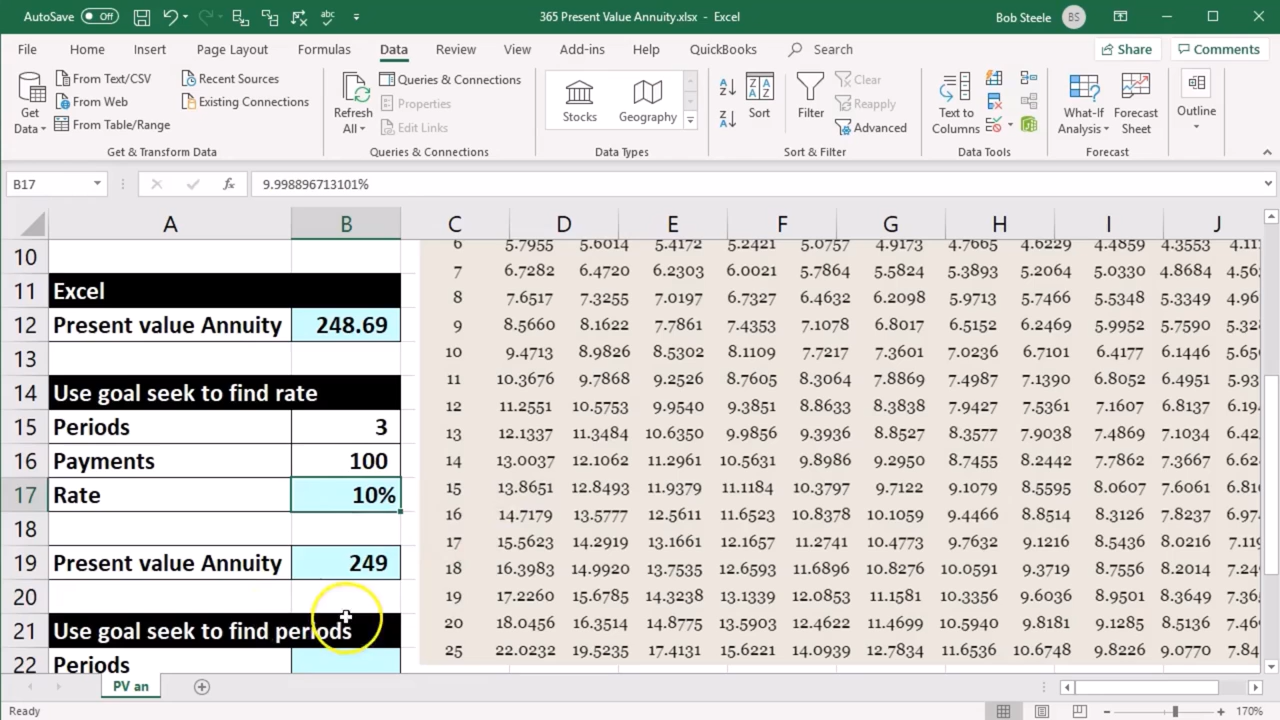 AutoSave Off 365 Present Value Annuity.xlsx - Excel Bob Steele BS
File Home Insert Page Layout Formulas Data Review View Add-ins Help QuickBooks Search Share Comments
Get Data
From Text/CSV
From Web
From Table/Range
Recent Sources
Existing Connections
Get & Transform Data
Refresh All
Queries & Connections
Properties
Edit Links
Queries & Connections
Stocks Geography
Data Types
Sort
Filter
Clear
Reapply
Advanced
Sort & Filter
Text to Columns
Data Tools
What-If Analysis
Forecast Sheet
Forecast
Outline
B17 fx 9.998896713101%
A B C D E F G H I J
10
11 Excel
12 Present value Annuity 248.69
13
14 Use goal seek to find rate
15 Periods 3
16 Payments 100
17 Rate 10%
18
19 Present value Annuity 249
20
21 Use goal seek to find periods
22 Periods
6 5.7955 5.6014 5.4172 5.2421 5.0757 4.9173 4.7665 4.6229 4.4859 4.3553 4.11
7 6.7282 6.4720 6.2303 6.0021 5.7864 5.5824 5.3893 5.2064 5.0330 4.8684 4.56
8 7.6517 7.3255 7.0197 6.7327 6.4632 6.2098 5.9713 5.7466 5.5348 5.3349 4.96
9 8.5660 8.1622 7.7861 7.4353 7.1078 6.8017 6.5152 6.2469 5.9952 5.7590 5.32
10 9.4713 8.9826 8.5302 8.1109 7.7217 7.3601 7.0236 6.7101 6.4177 6.1446 5.65
11 10.3676 9.7868 9.2526 8.7605 8.3064 7.8869 7.4987 7.1390 6.8052 6.4951 5.93
12 11.2551 10.5753 9.9540 9.3851 8.8633 8.3838 7.9427 7.5361 7.1607 6.8137 6.19
13 12.1337 11.3484 10.6350 9.9856 9.3936 8.8527 8.3577 7.9038 7.4869 7.1034 6.42
14 13.0037 12.1062 11.2961 10.5631 9.8986 9.2950 8.7455 8.2442 7.7862 7.3667 6.62
15 13.8651 12.8493 11.9379 11.1184 10.3797 9.7122 9.1079 8.5595 8.0607 7.6061 6.81
16 14.7179 13.5777 12.5611 11.6523 10.8378 10.1059 9.4466 8.8514 8.3126 7.8237 6.97
17 15.5623 14.2919 13.1661 12.1657 11.2741 10.4773 9.7632 9.1216 8.5436 8.0216 7.11
18 16.3983 14.9920 13.7535 12.6593 11.6896 10.8276 10.0591 9.3719 8.7556 8.2014 7.24
19 17.2260 15.6785 14.3238 13.1339 12.0853 11.1581 10.3356 9.6036 8.9501 8.3649 7.36
20 18.0456 16.3514 14.8775 13.5903 12.4622 11.4699 10.5940 9.8181 9.1285 8.5136 7.46
25 22.0232 19.5235 17.4131 15.6221 14.0939 12.7834 11.6536 10.6748 9.8226 9.0770 7.84
PV an
Ready 170%